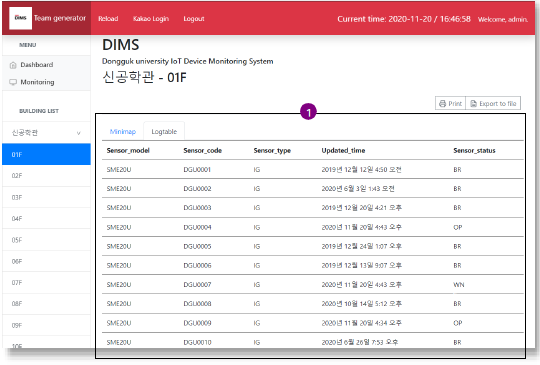 DIMS Team generator Reload Kakao Login Logout Current time: 2020-11-20 / 16:46:58 Welcome, admin.
MENU
Dashboard
Monitoring
BUILDING LIST
신공학관
01F
02F
03F
04F
05F
06F
07F
08F
09F
10F
DIMS
Dongguk university IoT Device Monitoring System
신공학관 - 01F
Print Export to file
1
Minimap Logtable
Sensor_model Sensor_code Sensor_type Updated_time Sensor_status
SME20U DGU0001 IG 2019년 12월 12일 4:50 오전 BR
SME20U DGU0002 IG 2020년 6월 3일 1:43 오전 BR
SME20U DGU0003 IG 2019년 12월 20일 4:21 오후 BR
SME20U DGU0004 IG 2020년 11월 20일 4:43 오후 OP
SME20U DGU0005 IG 2019년 12월 24일 1:07 오후 BR
SME20U DGU0006 IG 2019년 12월 13일 9:07 오후 BR
SME20U DGU0007 IG 2020년 11월 20일 4:43 오후 WN
SME20U DGU0008 IG 2020년 10월 14일 5:12 오후 BR
SME20U DGU0009 IG 2020년 11월 20일 4:34 오후 OP
SME20U DGU0010 IG 2020년 6월 26일 7:53 오후 BR